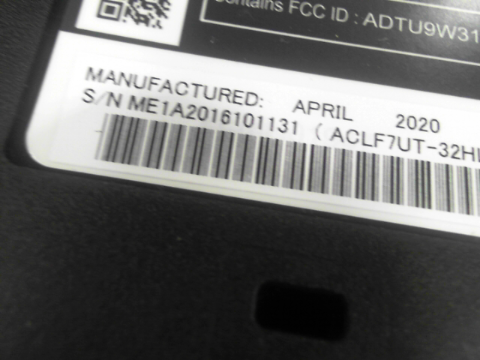 Contains FCC ID : ADTU9W31
MANUFACTURED: APRIL 2020
S/N ME1A2016101131 ( ACLF7UT-32H